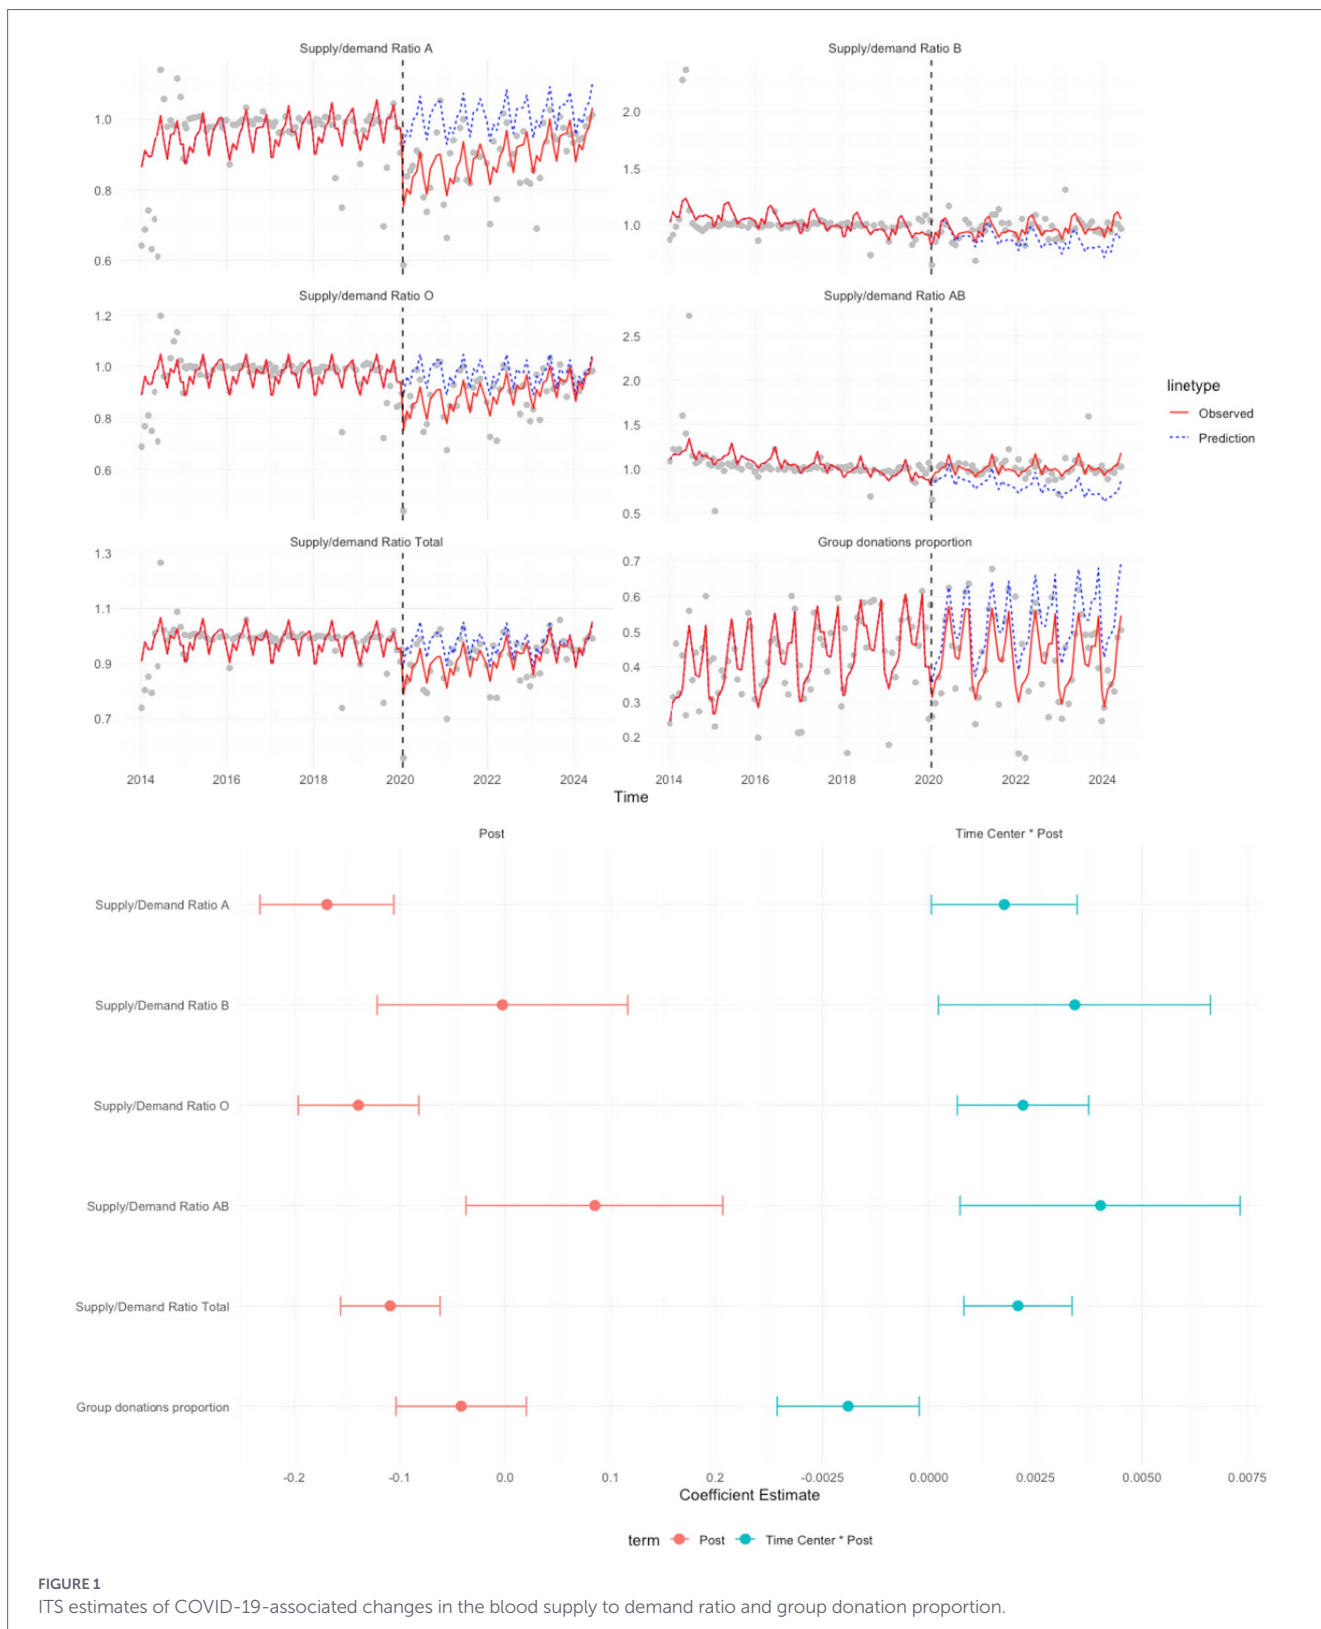 Supply/demand Ratio A
Supply/demand Ratio B
1.0
0.8
0.6
2.0
1.5
1.0
Supply/demand Ratio O
Supply/demand Ratio AB
1.2
1.0
0.8
0.6
2.5
2.0
1.5
1.0
0.5
linetype
Observed
Prediction
Supply/demand Ratio Total
Group donations proportion
1.3
1.1
0.9
0.7
0.7
0.6
0.5
0.4
0.3
0.2
2014 2016 2018 2020 2022 2024
2014 2016 2018 2020 2022 2024
Time
Post
Time Center * Post
Supply/Demand Ratio A
Supply/Demand Ratio B
Supply/Demand Ratio O
Supply/Demand Ratio AB
Supply/Demand Ratio Total
Group donations proportion
-0.2 -0.1 0.0 0.1 0.2
-0.0025 0.0000 0.0025 0.0050 0.0075
Coefficient Estimate
term Post Time Center * Post
FIGURE 1
ITS estimates of COVID-19-associated changes in the blood supply to demand ratio and group donation proportion.